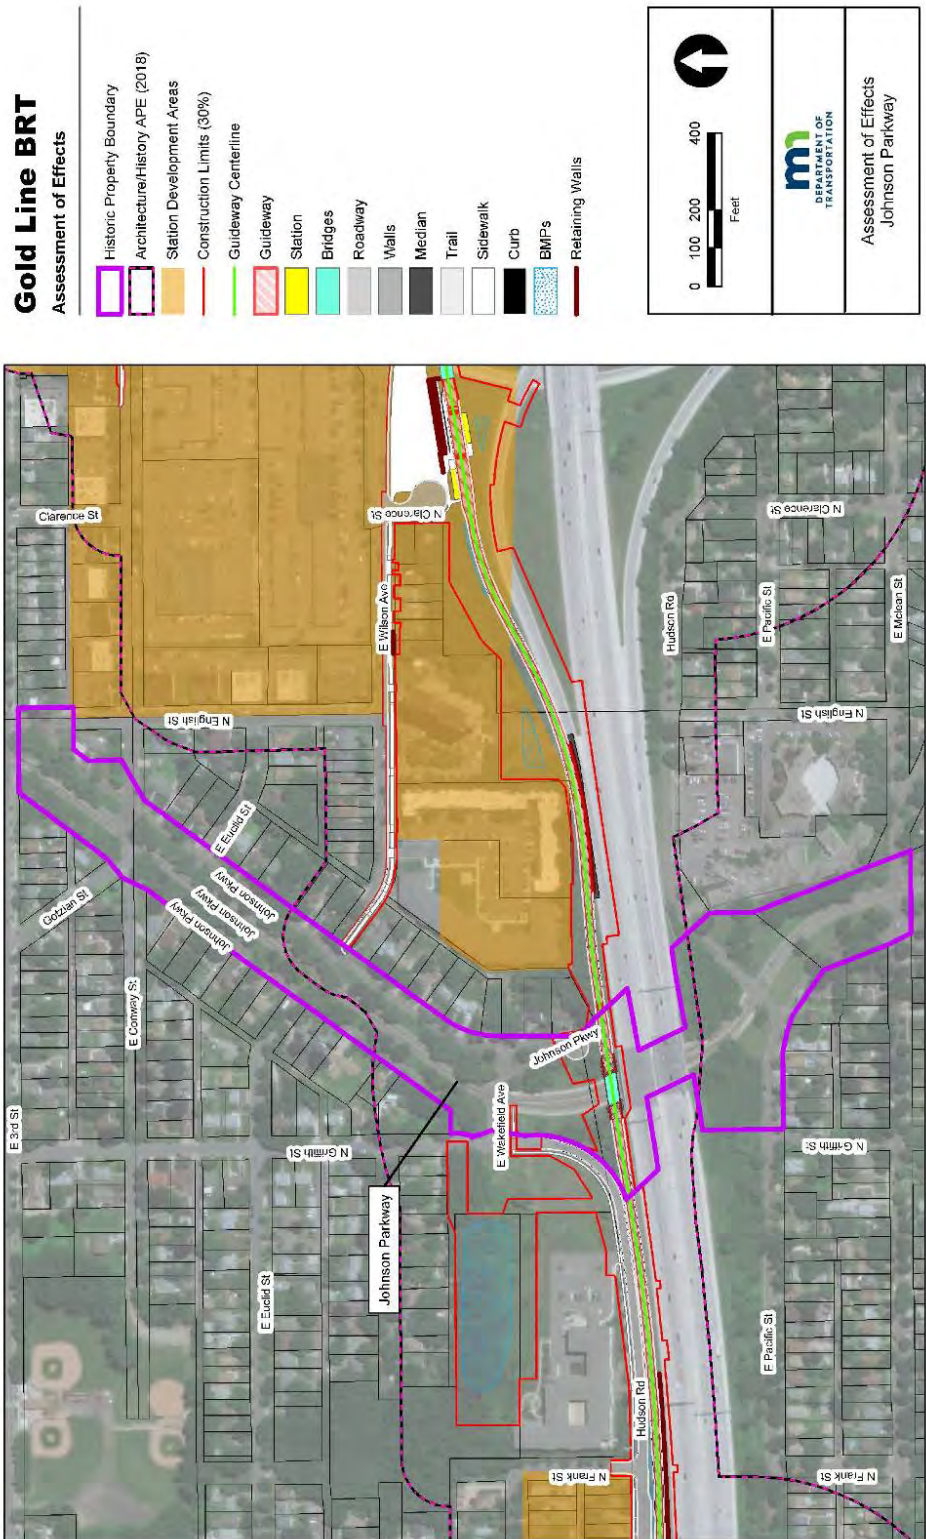 Gold Line BRT
Assessment of Effects
Historic Property Boundary
Architecture/History APE (2018)
Station Development Areas
Construction Limits (30%)
Guideway Centerline
Guideway
Station
Bridges
Roadway
Walls
Median
Trail
Sidewalk
Curb
BMPs
Retaining Walls
0 100 200 400
Feet
m
DEPARTMENT OF
TRANSPORTATION
Assessment of Effects
Johnson Parkway
E 3rd St
Gotzian St
Clarence St
E Conway St
N English St
Johnson Pkwy
Johnson Pkwy
Johnson Pkwy
E Euclid St
E Euclid St
N Griffith St
Johnson Parkway
E Wilson Ave
N Clarence St
E Wakefield Ave
Johnson Pkwy
N Frank St
Hudson Rd
Hudson Rd
E Pacific St
E Pacific St
N Clarence St
N English St
N Griffith St
N Frank St
E Mclean St